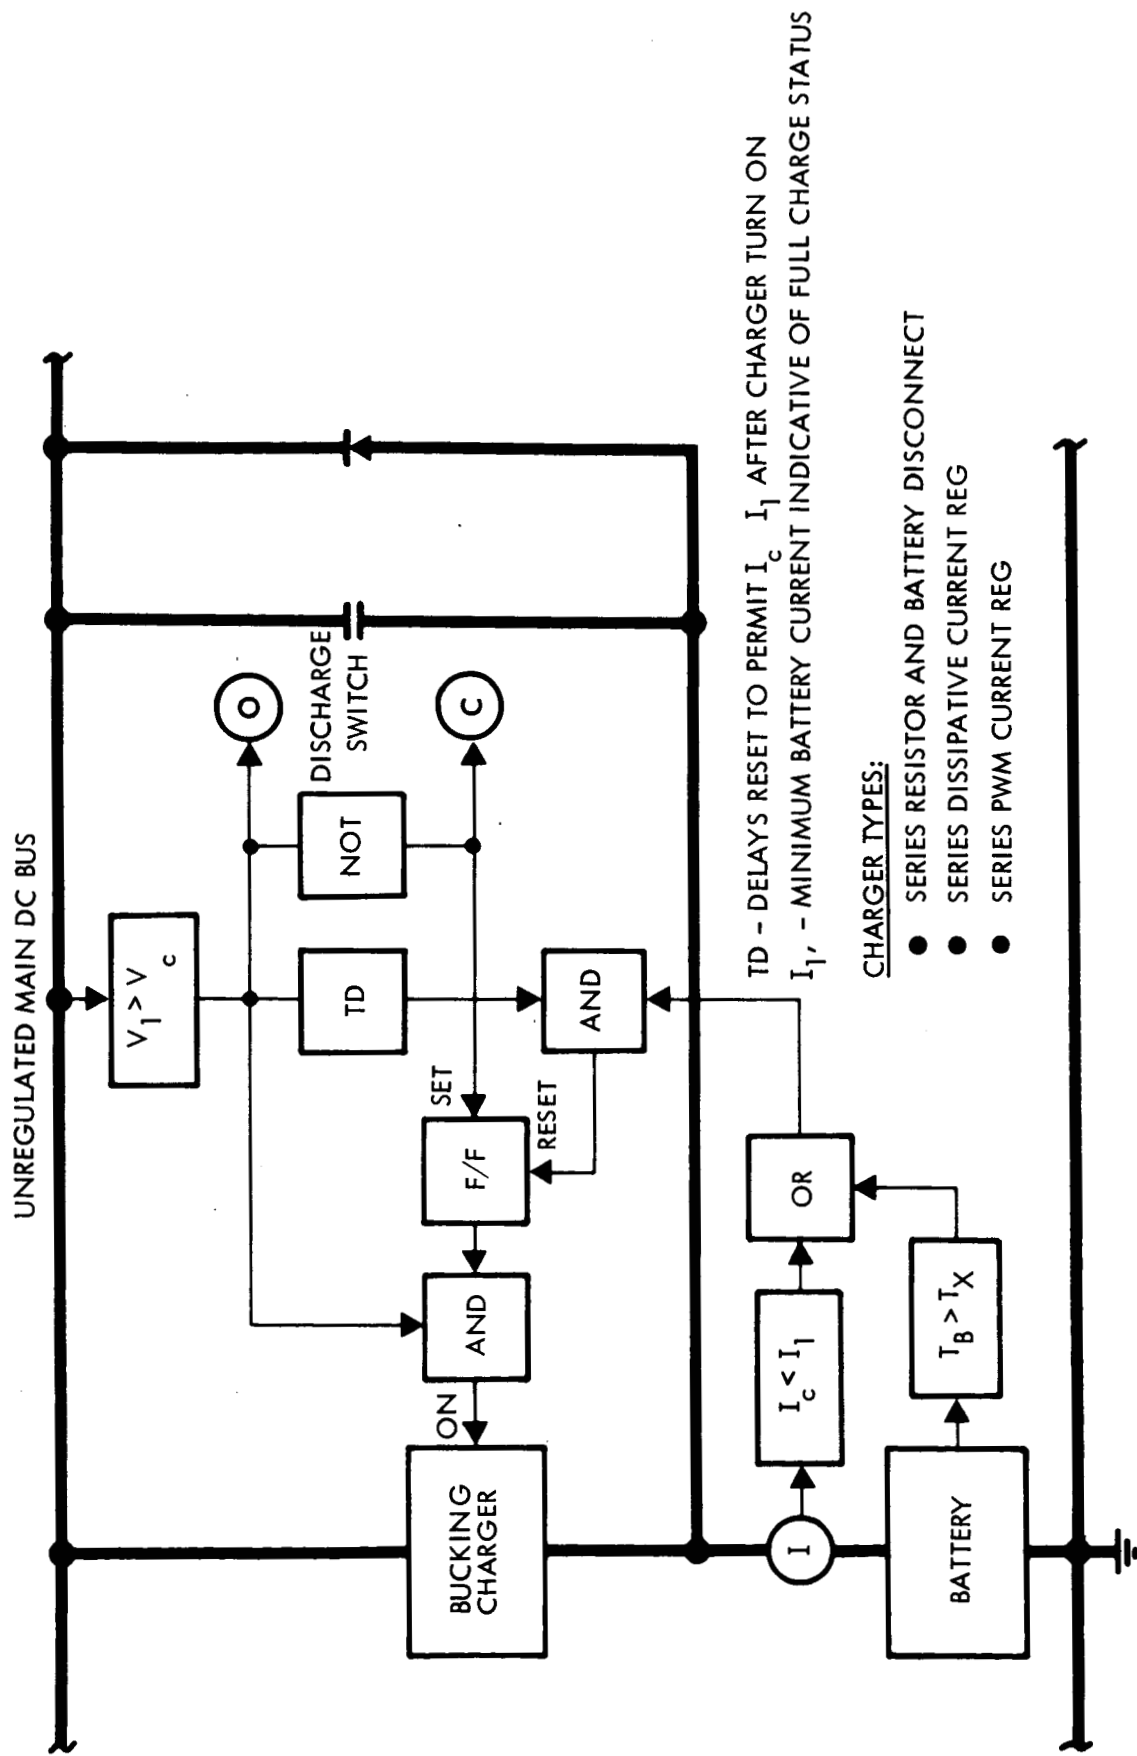 UNREGULATED MAIN DC BUS
V1 > Vc
O
DISCHARGE
SWITCH
NOT
C
TD
AND
SET
RESET
F/F
AND
ON
BUCKING
CHARGER
OR
Ic < I1
TB > TX
I
BATTERY
TD - DELAYS RESET TO PERMIT Ic I1 AFTER CHARGER TURN ON
I1, - MINIMUM BATTERY CURRENT INDICATIVE OF FULL CHARGE STATUS
CHARGER TYPES:
● SERIES RESISTOR AND BATTERY DISCONNECT
● SERIES DISSIPATIVE CURRENT REG
● SERIES PWM CURRENT REG